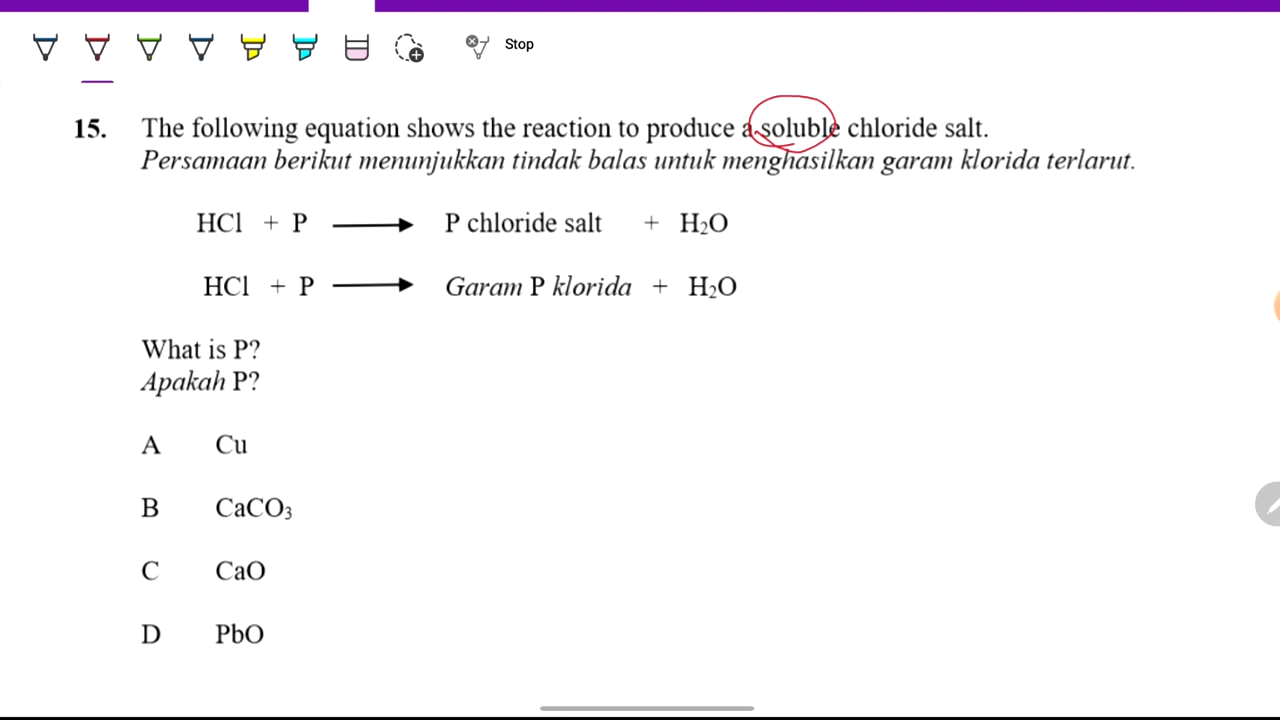 Stop
15. The following equation shows the reaction to produce a soluble chloride salt.
Persamaan berikut menunjukkan tindak balas untuk menghasilkan garam klorida terlarut.
HCl + P ⟶ P chloride salt + H₂O
HCl + P ⟶ Garam P klorida + H₂O
What is P?
Apakah P?
A Cu
B CaCO₃
C CaO
D PbO